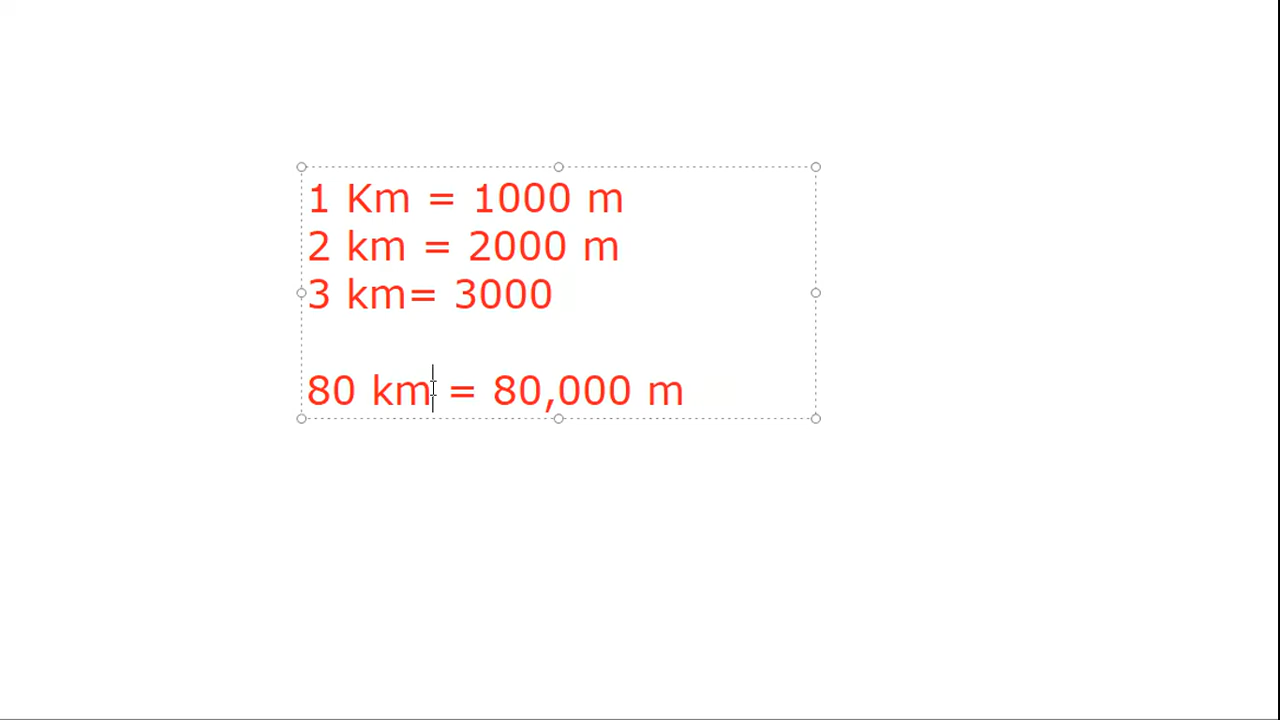 1 Km = 1000 m
2 km = 2000 m
3 km= 3000
80 km = 80,000 m